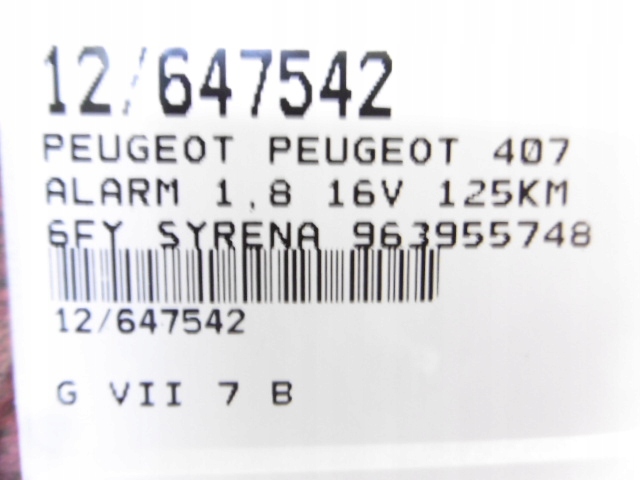 12/647542
PEUGEOT PEUGEOT 407
ALARM 1,8 16V 125KM
6FY SYRENA 963955748
12/647542
G VII 7 B